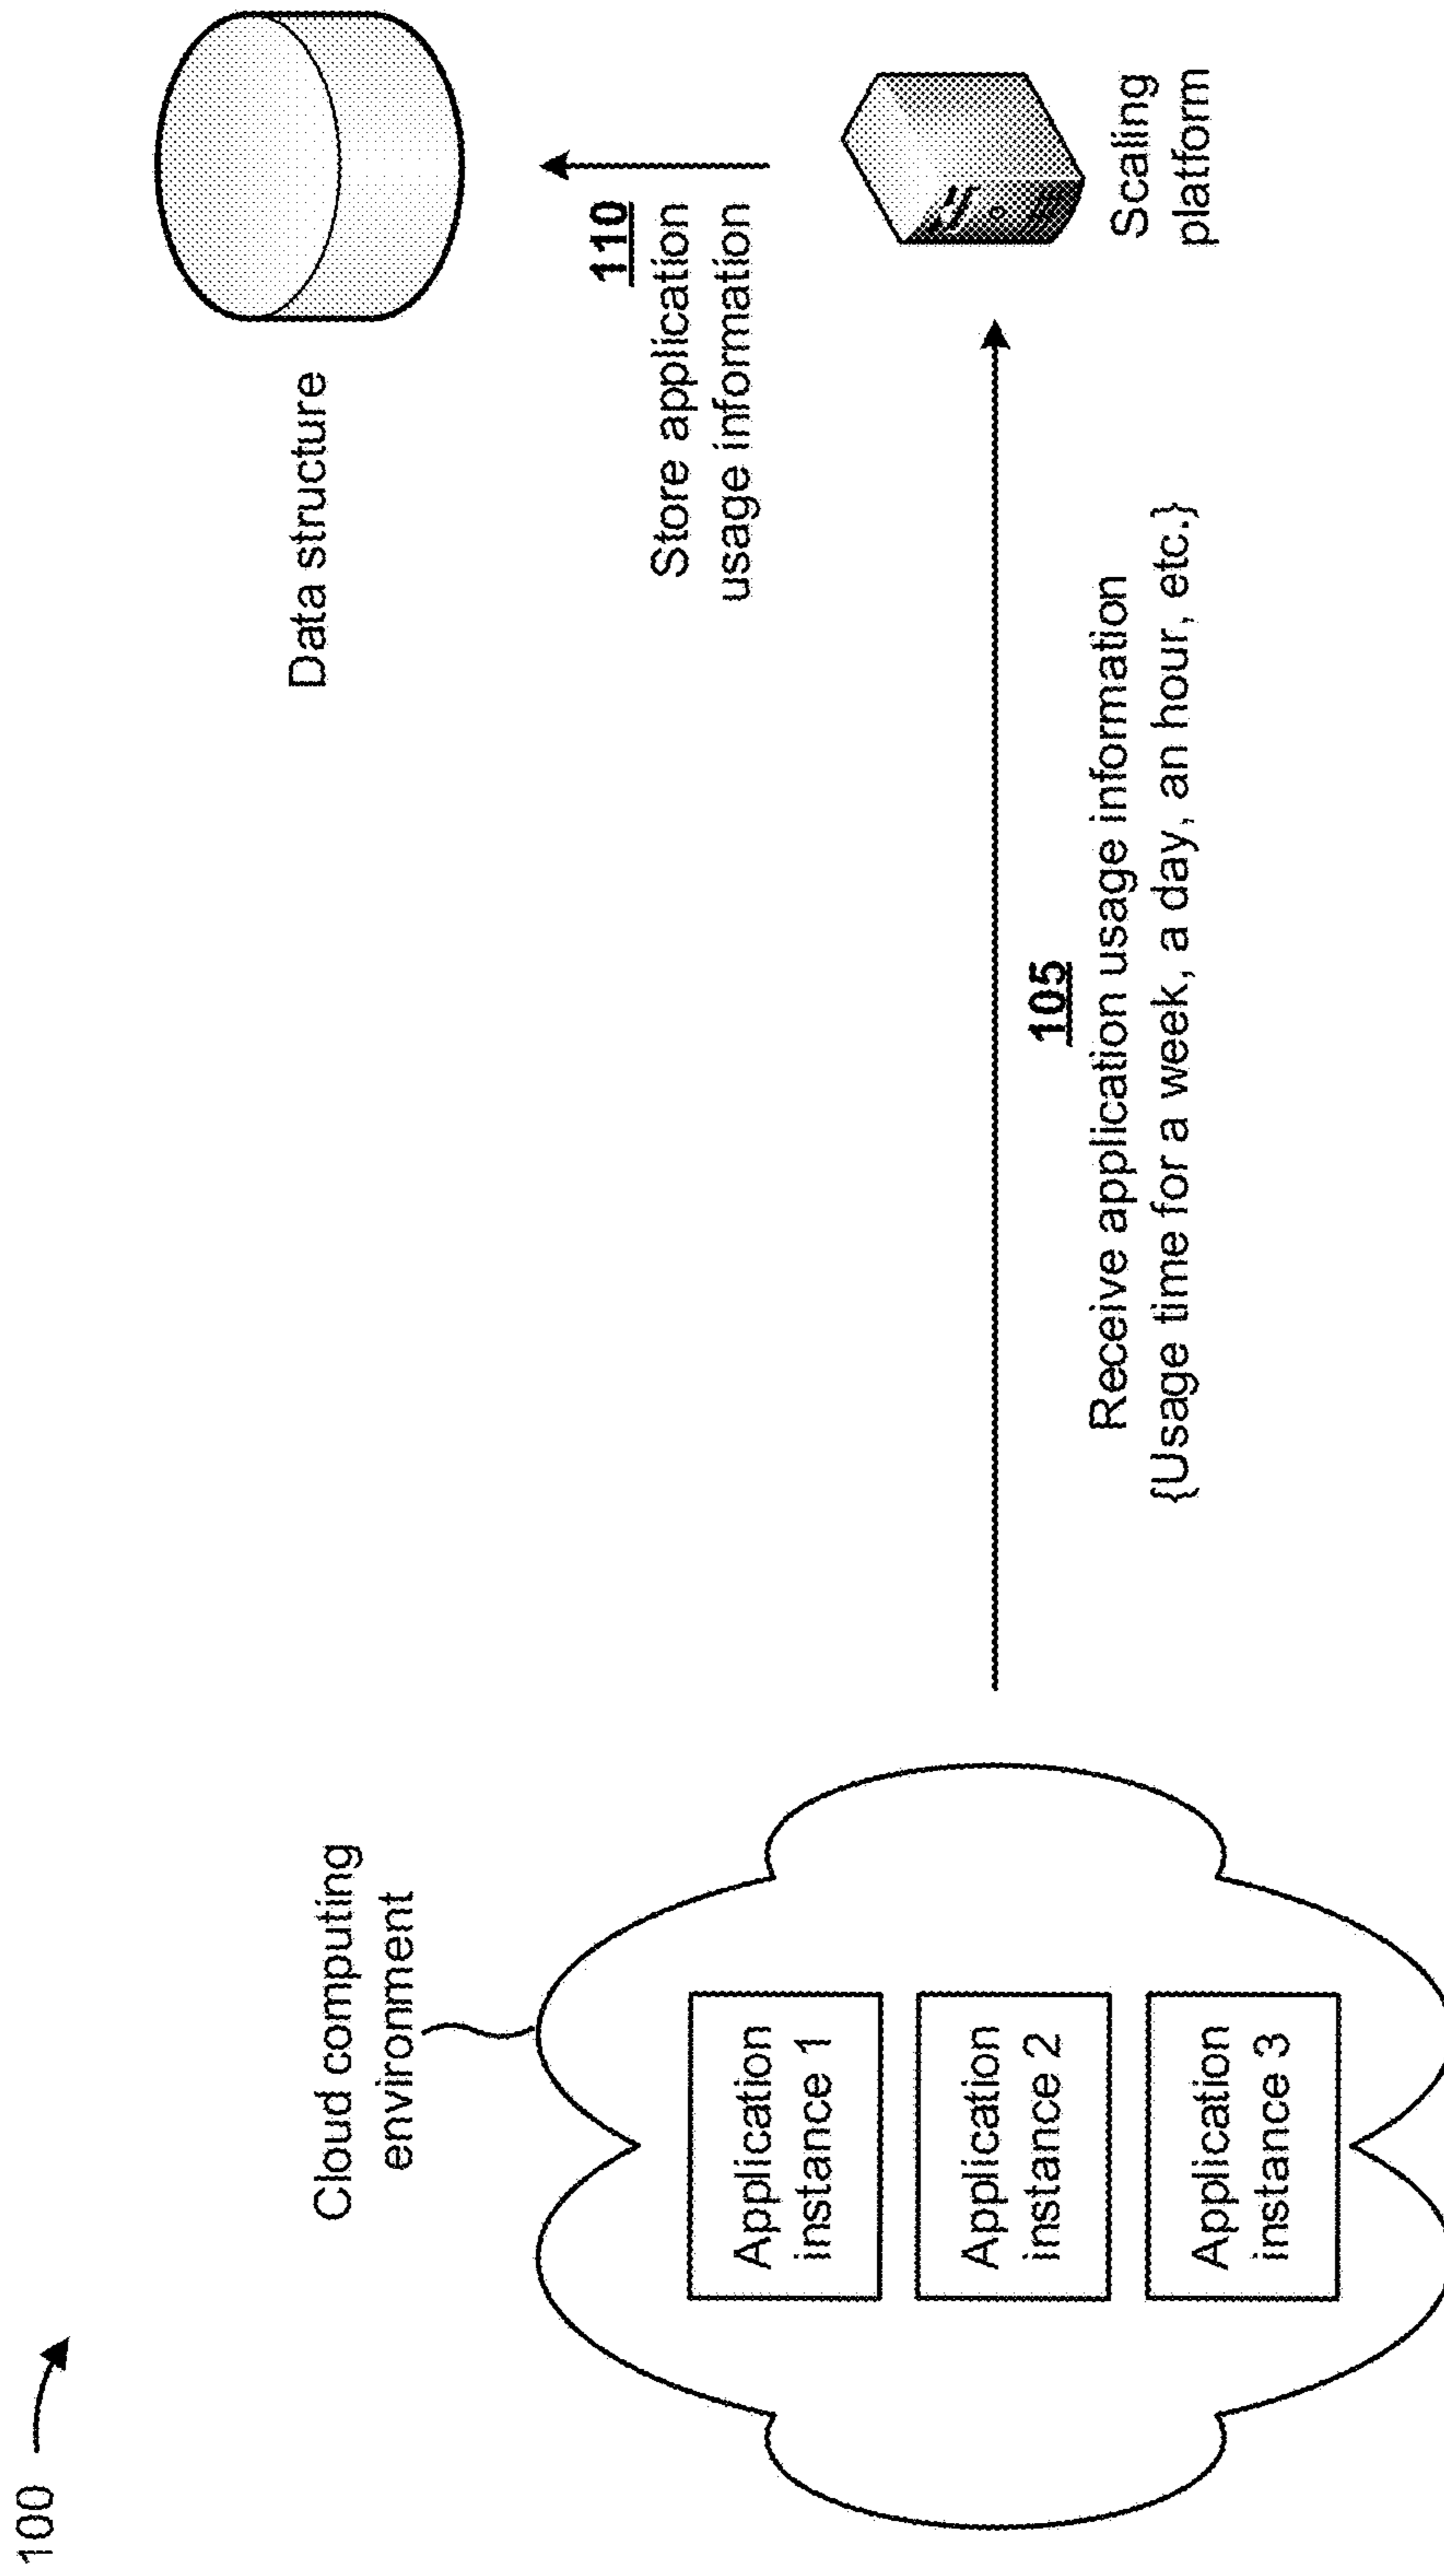 100
Cloud computing
environment
Application
instance 1
Application
instance 2
Application
instance 3
105
Receive application usage information
{Usage time for a week, a day, an hour, etc.}
Data structure
110
Store application
usage information
Scaling
platform